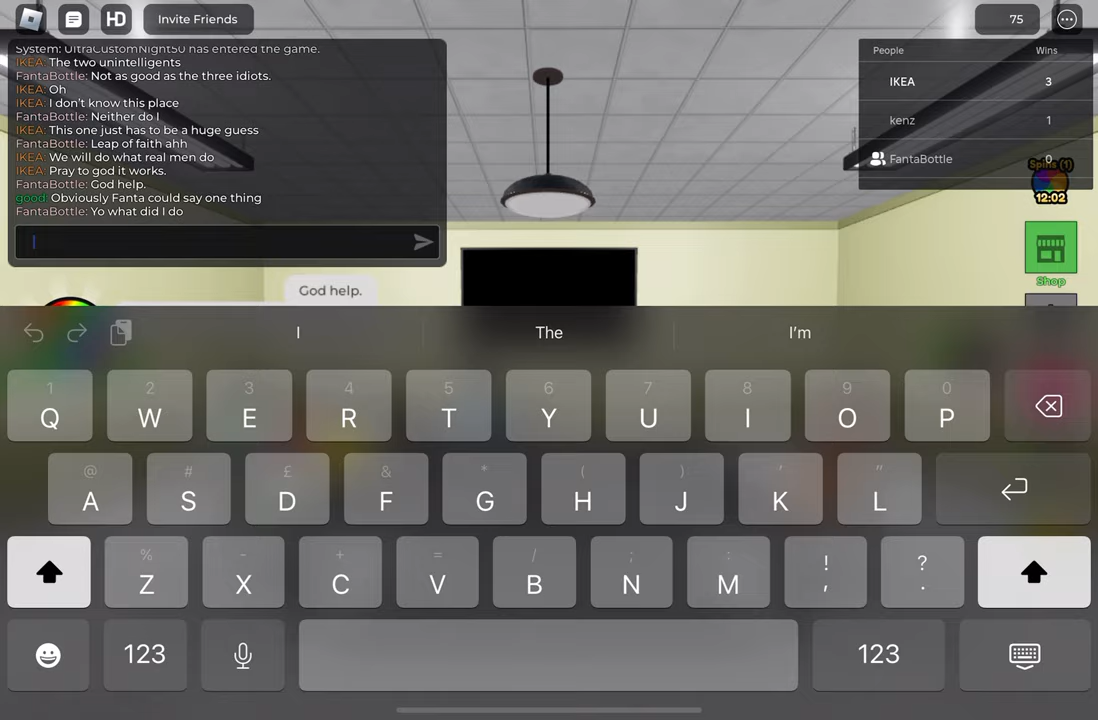 HD
Invite Friends
75
System: UltraCustomNight50 has entered the game.
IKEA: The two unintelligents
FantaBottle: Not as good as the three idiots.
IKEA: Oh
IKEA: I don't know this place
FantaBottle: Neither do I
IKEA: This one just has to be a huge guess
FantaBottle: Leap of faith ahh
IKEA: We will do what real men do
IKEA: Pray to god it works.
FantaBottle: God help.
good: Obviously Fanta could say one thing
FantaBottle: Yo what did I do
People Wins
IKEA 3
kenz 1
FantaBottle 0
Spins (1)
12:02
Shop
God help.
I The I'm
1 2 3 4 5 6 7 8 9 0
Q W E R T Y U I O P
@ # £ & * ( ) ' "
A S D F G H J K L
% - + = / ; : ! ?
Z X C V B N M , .
123 123